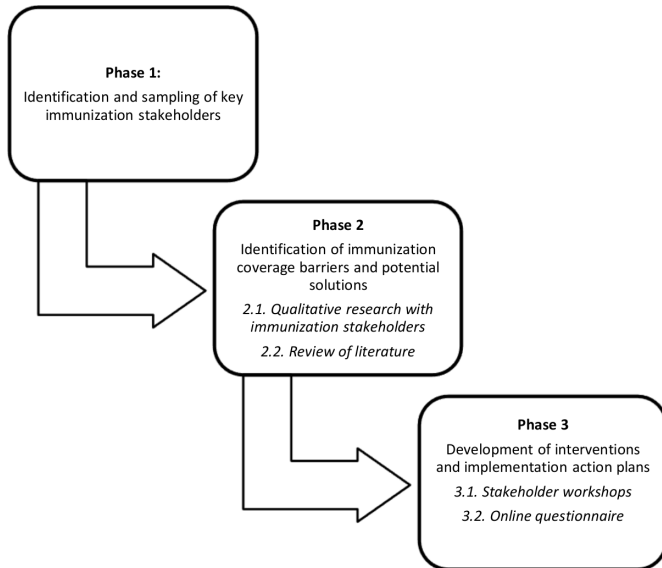 Phase 1:
Identification and sampling of key
immunization stakeholders
Phase 2
Identification of immunization
coverage barriers and potential
solutions
2.1. Qualitative research with
immunization stakeholders
2.2. Review of literature
Phase 3
Development of interventions
and implementation action plans
3.1. Stakeholder workshops
3.2. Online questionnaire